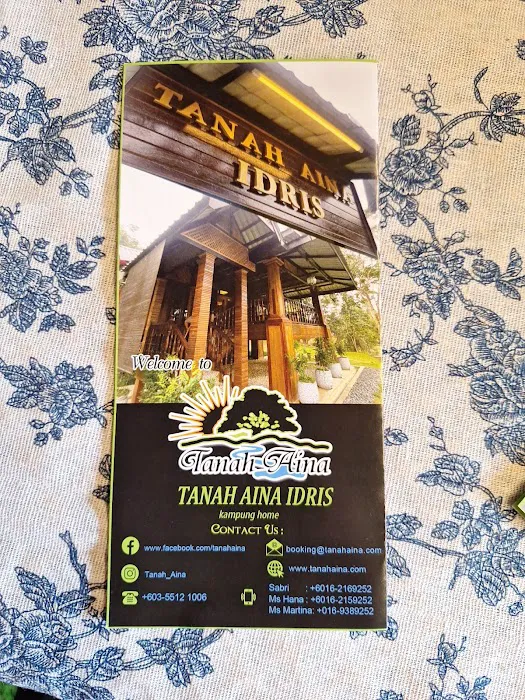 TANAH AINA
IDRIS
Welcome to
Tanah-Aina
TANAH AINA IDRIS
kampung home
CONTACT US :
www.facebook.com/tanahaina
booking@tanahaina.com
Tanah_Aina
www.tanahaina.com
+603-5512 1006
Sabri : +6016-2169252
Ms Hana : +6016-2159252
Ms Martina: +016-9389252